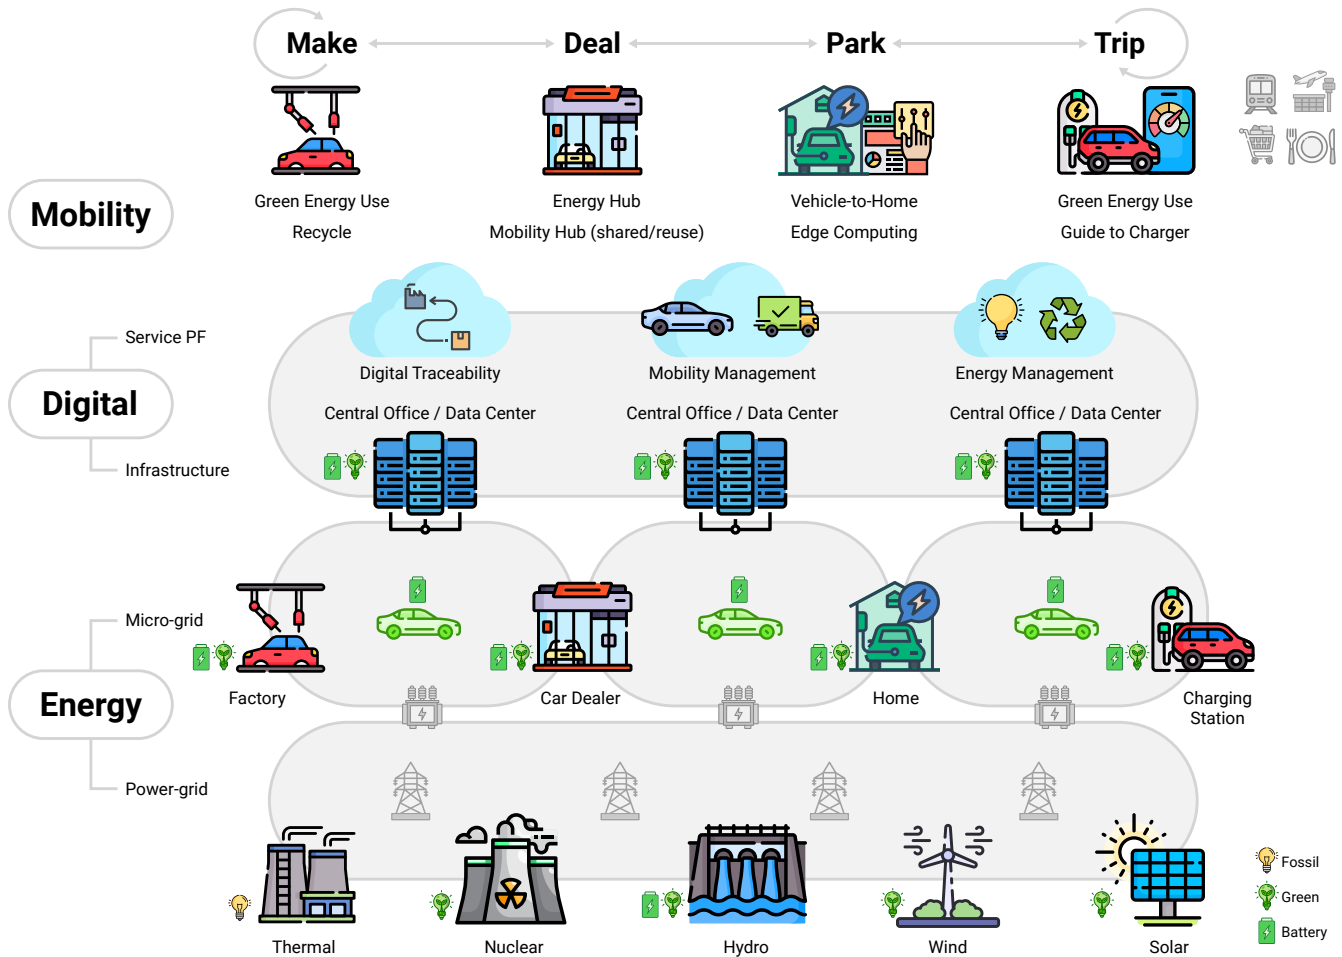 Make
Deal
Park
Trip
Green Energy Use
Recycle
Energy Hub
Mobility Hub (shared/reuse)
Vehicle-to-Home
Edge Computing
Green Energy Use
Guide to Charger
Mobility
Service PF
Digital
Infrastructure
Digital Traceability
Mobility Management
Energy Management
Central Office / Data Center
Central Office / Data Center
Central Office / Data Center
Micro-grid
Energy
Power-grid
Factory
Car Dealer
Home
Charging
Station
Thermal
Nuclear
Hydro
Wind
Solar
Fossil
Green
Battery